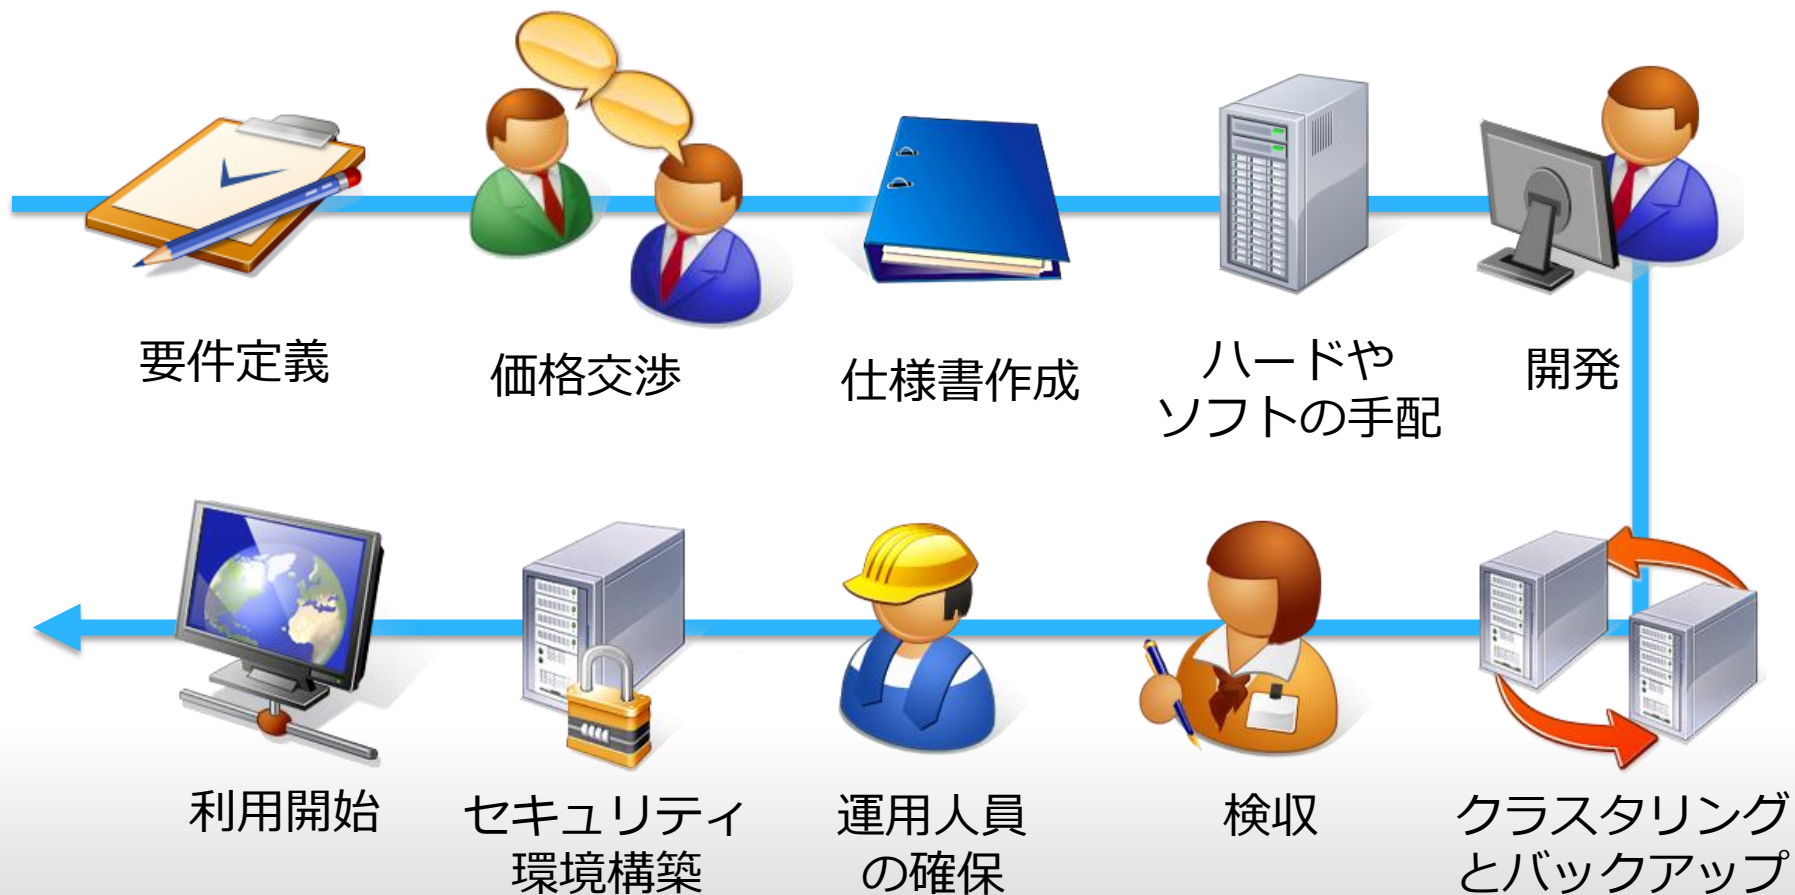 要件定義
価格交渉
仕様書作成
ハードや
ソフトの手配
開発
利用開始
セキュリティ
環境構築
運用人員
の確保
検収
クラスタリング
とバックアップ